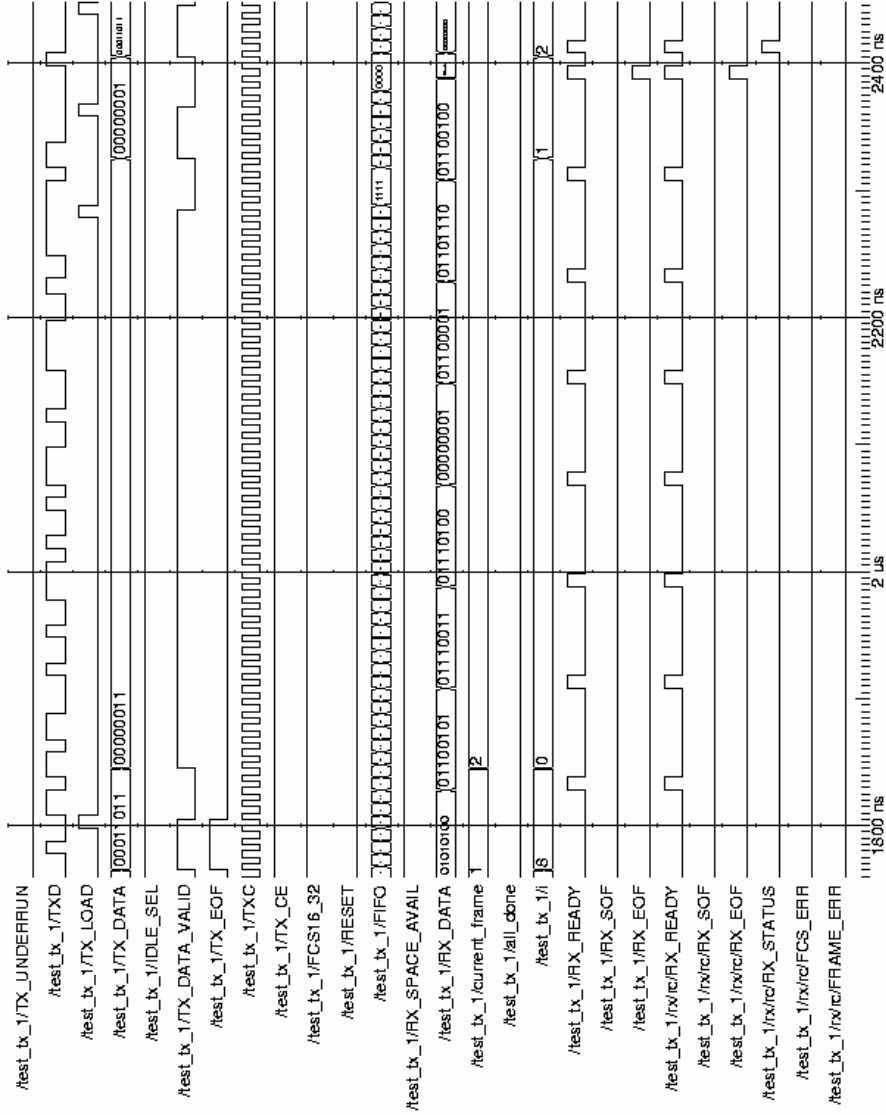 /test_tx_1/TX_UNDERRUN
/test_tx_1/TXD
/test_tx_1/TX_LOAD
/test_tx_1/TX_DATA 00011011 00000011 00000001 00011011
/test_tx_1/IDLE_SEL
/test_tx_1/TX_DATA_VALID
/test_tx_1/TX_EOF
/test_tx_1/TXC
/test_tx_1/TX_CE
/test_tx_1/FCS16_32
/test_tx_1/RESET
/test_tx_1/FIFO 1111 0000
/test_tx_1/RX_SPACE_AVAIL
/test_tx_1/RX_DATA 01010100 01100101 01110011 01110100 00000001 01100001 01101110 01100100
/test_tx_1/current_frame 1 2
/test_tx_1/all_done
/test_tx_1/i 8 0 1 2
/test_tx_1/RX_READY
/test_tx_1/RX_SOF
/test_tx_1/RX_EOF
/test_tx_1/rx/rc/RX_READY
/test_tx_1/rx/rc/RX_SOF
/test_tx_1/rx/rc/RX_EOF
/test_tx_1/rx/rc/RX_STATUS
/test_tx_1/rx/rc/FCS_ERR
/test_tx_1/rx/rc/FRAME_ERR
1800 ns 2 us 2200 ns 2400 ns